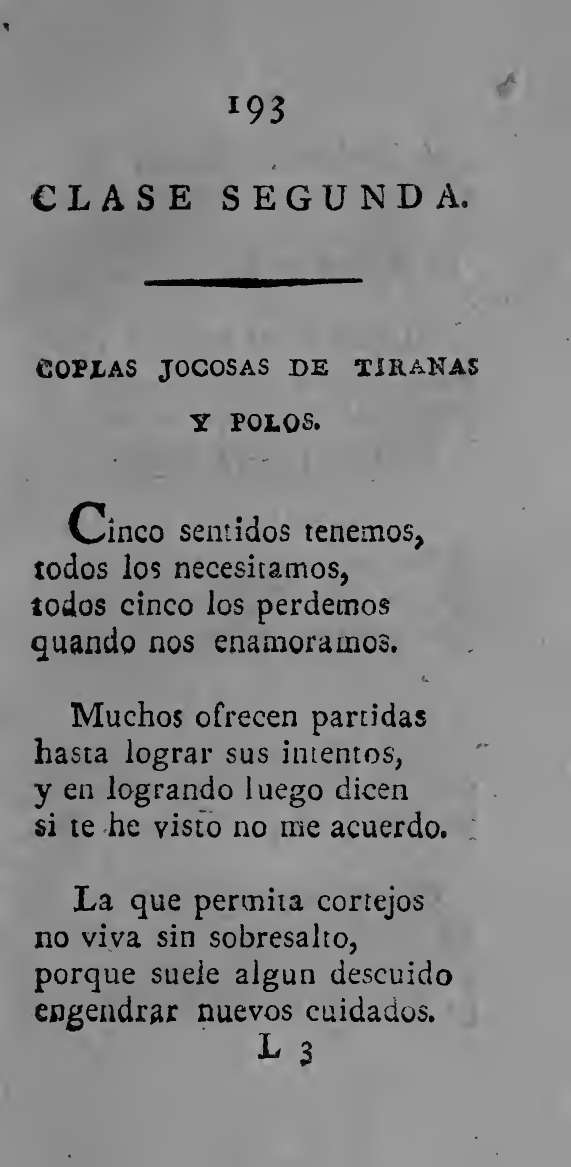 193
CLASE SEGUNDA.
COPLAS JOCOSAS DE TIRANAS
Y POLOS.
Cinco sentidos tenemos,
todos los necesitamos,
todos cinco los perdemos
quando nos enamoramos.
Muchos ofrecen partidas
hasta lograr sus intentos,
y en logrando luego dicen
si te he visto no me acuerdo.
La que permita cortejos
no viva sin sobresalto,
porque suele algun descuido
engendrar nuevos cuidados.
L 3